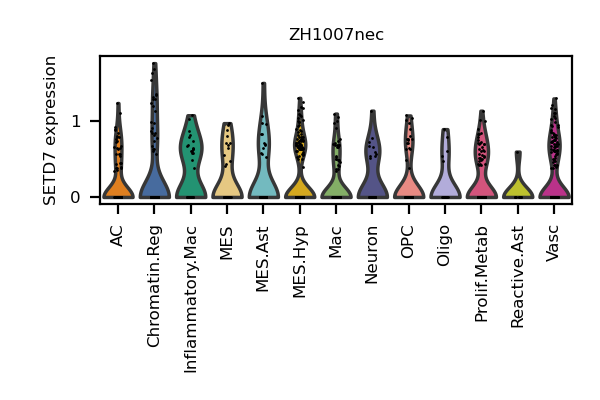 ZH1007nec
SETD7 expression
1
0
AC
Chromatin.Reg
Inflammatory.Mac
MES
MES.Ast
MES.Hyp
Mac
Neuron
OPC
Oligo
Prolif.Metab
Reactive.Ast
Vasc